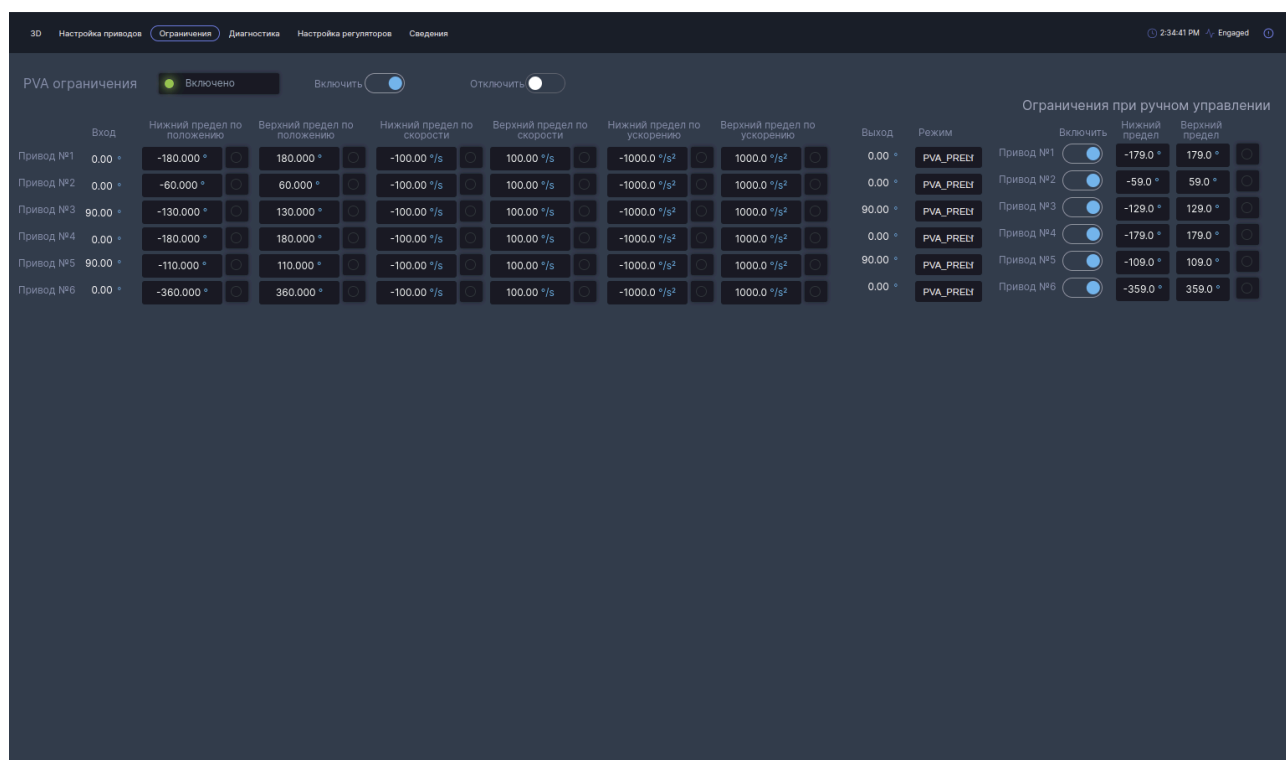 3D Настройка приводов Ограничения Диагностика Настройка регуляторов Сведения 2:34:41 PM Engaged
PVA ограничения Включено Включить Отключить
Ограничения при ручном управлении
Вход Нижний предел по положению Верхний предел по положению Нижний предел по скорости Верхний предел по скорости Нижний предел по ускорению Верхний предел по ускорению Выход Режим Включить Нижний предел Верхний предел
Привод №1 0.00 ° -180.000 ° 180.000 ° -100.00 °/s 100.00 °/s -1000.0 °/s² 1000.0 °/s² 0.00 ° Привод №1 -179.0 ° 179.0 °
Привод №2 0.00 ° -60.000 ° 60.000 ° -100.00 °/s 100.00 °/s -1000.0 °/s² 1000.0 °/s² 0.00 ° Привод №2 -59.0 ° 59.0 °
Привод №3 90.00 ° -130.000 ° 130.000 ° -100.00 °/s 100.00 °/s -1000.0 °/s² 1000.0 °/s² 90.00 ° Привод №3 -129.0 ° 129.0 °
Привод №4 0.00 ° -180.000 ° 180.000 ° -100.00 °/s 100.00 °/s -1000.0 °/s² 1000.0 °/s² 0.00 ° Привод №4 -179.0 ° 179.0 °
Привод №5 90.00 ° -110.000 ° 110.000 ° -100.00 °/s 100.00 °/s -1000.0 °/s² 1000.0 °/s² 90.00 ° Привод №5 -109.0 ° 109.0 °
Привод №6 0.00 ° -360.000 ° 360.000 ° -100.00 °/s 100.00 °/s -1000.0 °/s² 1000.0 °/s² 0.00 ° Привод №6 -359.0 ° 359.0 °